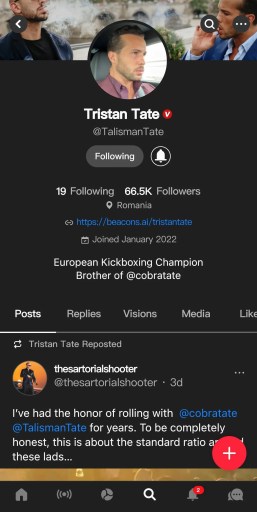 Tristan Tate
@TalismanTate
Following
19 Following 66.5K Followers
Romania
https://beacons.ai/tristantate
Joined January 2022
European Kickboxing Champion
Brother of @cobratate
Posts Replies Visions Media Like
Tristan Tate Reposted
thesartorialshooter
@thesartorialshooter · 3d
I've had the honor of rolling with @cobratate
@TalismanTate for years. To be completely
honest, this is about the standard ratio
these lads...
2